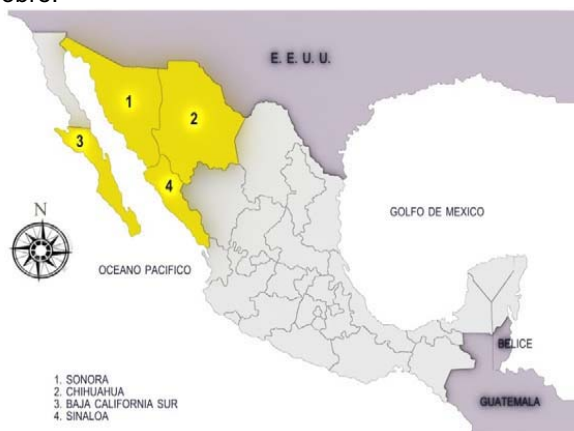 E. E. U. U.
1
2
3
4
N
GOLFO DE MEXICO
OCEANO PACIFICO
BELICE
GUATEMALA
1. SONORA
2. CHIHUAHUA
3. BAJA CALIFORNIA SUR
4. SINALOA